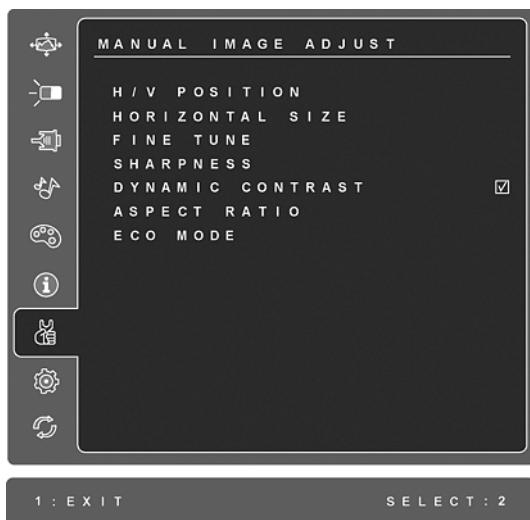 MANUAL IMAGE ADJUST
H/V POSITION
HORIZONTAL SIZE
FINE TUNE
SHARPNESS
DYNAMIC CONTRAST
ASPECT RATIO
ECO MODE
1:EXIT SELECT:2